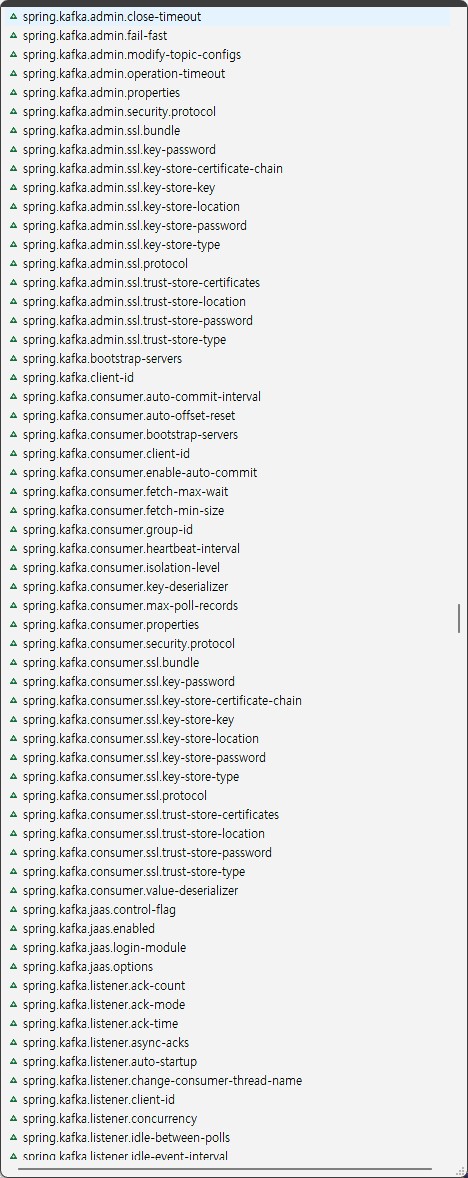 spring.kafka.admin.close-timeout
spring.kafka.admin.fail-fast
spring.kafka.admin.modify-topic-configs
spring.kafka.admin.operation-timeout
spring.kafka.admin.properties
spring.kafka.admin.security.protocol
spring.kafka.admin.ssl.bundle
spring.kafka.admin.ssl.key-password
spring.kafka.admin.ssl.key-store-certificate-chain
spring.kafka.admin.ssl.key-store-key
spring.kafka.admin.ssl.key-store-location
spring.kafka.admin.ssl.key-store-password
spring.kafka.admin.ssl.key-store-type
spring.kafka.admin.ssl.protocol
spring.kafka.admin.ssl.trust-store-certificates
spring.kafka.admin.ssl.trust-store-location
spring.kafka.admin.ssl.trust-store-password
spring.kafka.admin.ssl.trust-store-type
spring.kafka.bootstrap-servers
spring.kafka.client-id
spring.kafka.consumer.auto-commit-interval
spring.kafka.consumer.auto-offset-reset
spring.kafka.consumer.bootstrap-servers
spring.kafka.consumer.client-id
spring.kafka.consumer.enable-auto-commit
spring.kafka.consumer.fetch-max-wait
spring.kafka.consumer.fetch-min-size
spring.kafka.consumer.group-id
spring.kafka.consumer.heartbeat-interval
spring.kafka.consumer.isolation-level
spring.kafka.consumer.key-deserializer
spring.kafka.consumer.max-poll-records
spring.kafka.consumer.properties
spring.kafka.consumer.security.protocol
spring.kafka.consumer.ssl.bundle
spring.kafka.consumer.ssl.key-password
spring.kafka.consumer.ssl.key-store-certificate-chain
spring.kafka.consumer.ssl.key-store-key
spring.kafka.consumer.ssl.key-store-location
spring.kafka.consumer.ssl.key-store-password
spring.kafka.consumer.ssl.key-store-type
spring.kafka.consumer.ssl.protocol
spring.kafka.consumer.ssl.trust-store-certificates
spring.kafka.consumer.ssl.trust-store-location
spring.kafka.consumer.ssl.trust-store-password
spring.kafka.consumer.ssl.trust-store-type
spring.kafka.consumer.value-deserializer
spring.kafka.jaas.control-flag
spring.kafka.jaas.enabled
spring.kafka.jaas.login-module
spring.kafka.jaas.options
spring.kafka.listener.ack-count
spring.kafka.listener.ack-mode
spring.kafka.listener.ack-time
spring.kafka.listener.async-acks
spring.kafka.listener.auto-startup
spring.kafka.listener.change-consumer-thread-name
spring.kafka.listener.client-id
spring.kafka.listener.concurrency
spring.kafka.listener.idle-between-polls
spring.kafka.listener.idle-event-interval